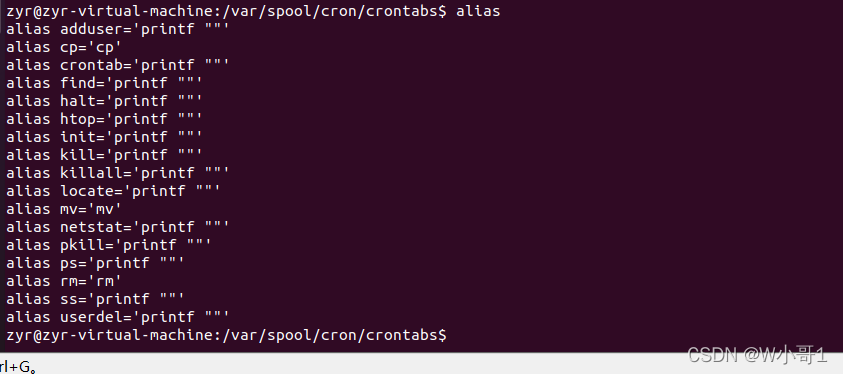 zyr@zyr-virtual-machine:/var/spool/cron/crontabs$ alias
alias adduser='printf ""'
alias cp='cp'
alias crontab='printf ""'
alias find='printf ""'
alias halt='printf ""'
alias htop='printf ""'
alias init='printf ""'
alias kill='printf ""'
alias killall='printf ""'
alias locate='printf ""'
alias mv='mv'
alias netstat='printf ""'
alias pkill='printf ""'
alias ps='printf ""'
alias rm='rm'
alias ss='printf ""'
alias userdel='printf ""'
zyr@zyr-virtual-machine:/var/spool/cron/crontabs$
CSDN @W小哥1
rl+G。